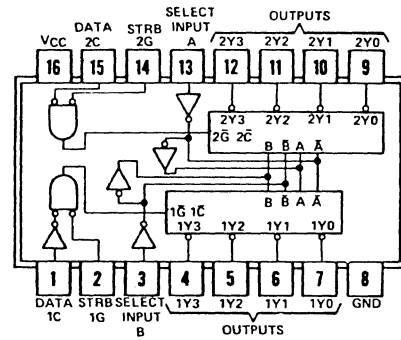 SELECT
DATA STRB INPUT OUTPUTS
VCC 2C 2G A 2Y3 2Y2 2Y1 2Y0
16 15 14 13 12 11 10 9
2Y3 2Y2 2Y1 2Y0
2G̅ 2C̅
B B̅ A A̅
B B̅ A A̅
1G̅ 1C̅
1Y3 1Y2 1Y1 1Y0
1 2 3 4 5 6 7 8
DATA STRB SELECT 1Y3 1Y2 1Y1 1Y0 GND
1C 1G INPUT OUTPUTS
B